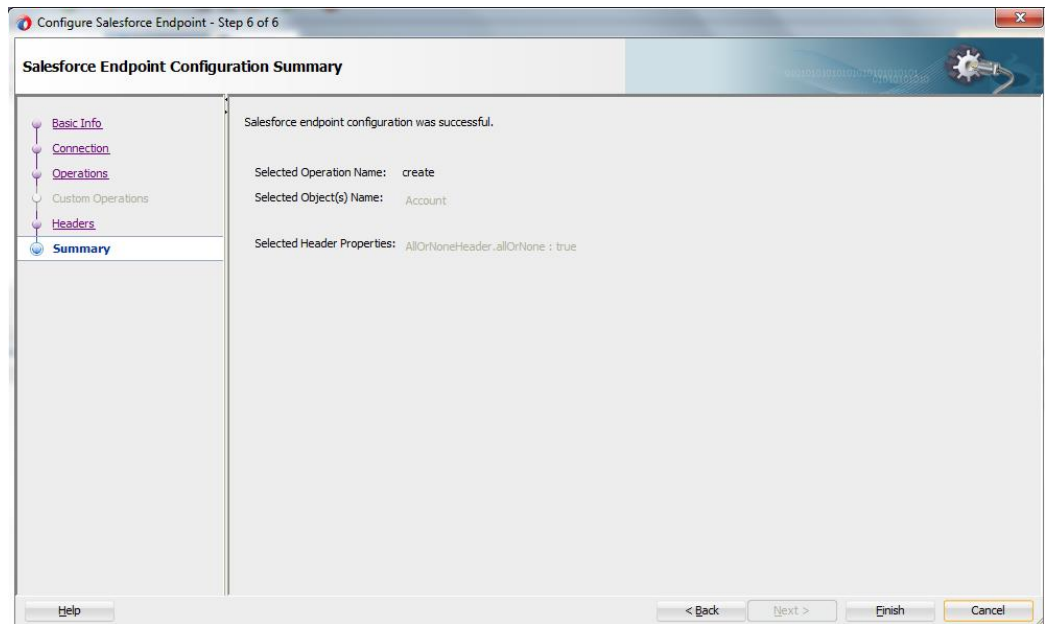 Configure Salesforce Endpoint - Step 6 of 6
Salesforce Endpoint Configuration Summary
Basic Info
Connection
Operations
Custom Operations
Headers
Summary
Salesforce endpoint configuration was successful.
Selected Operation Name: create
Selected Object(s) Name: Account
Selected Header Properties: AllOrNoneHeader.allOrNone : true
Help
< Back
Next >
Finish
Cancel